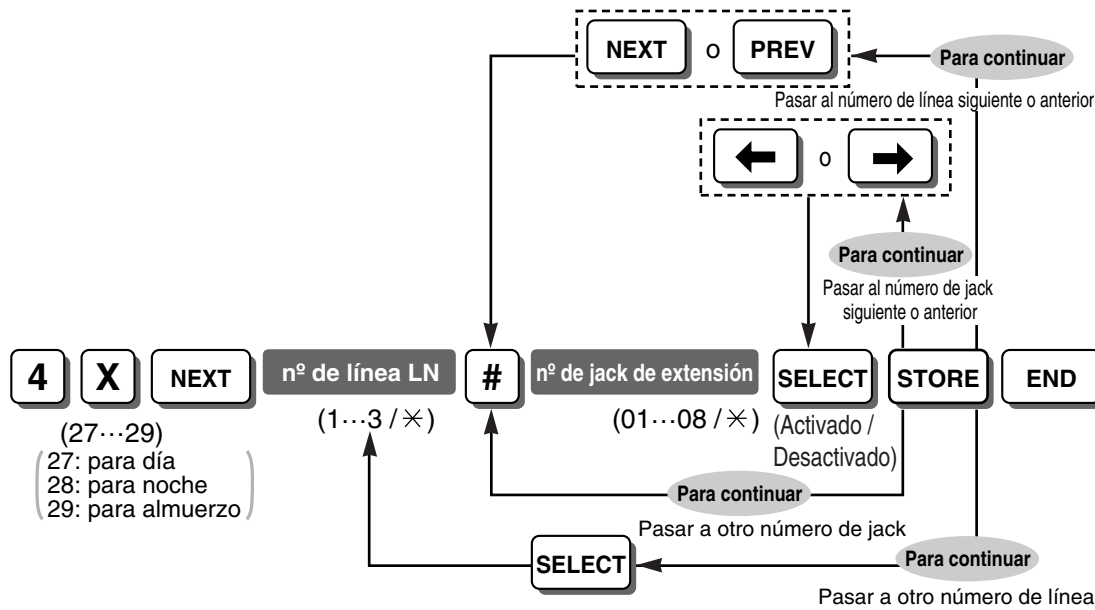 NEXT o PREV
Para continuar
Pasar al número de línea siguiente o anterior
← o →
Para continuar
Pasar al número de jack
siguiente o anterior
4 X NEXT nº de línea LN # nº de jack de extensión SELECT STORE END
(27···29)
27: para día
28: para noche
29: para almuerzo
(1···3 / ✳)
(01···08 / ✳)
(Activado /
Desactivado)
Para continuar
Pasar a otro número de jack
SELECT
Para continuar
Pasar a otro número de línea